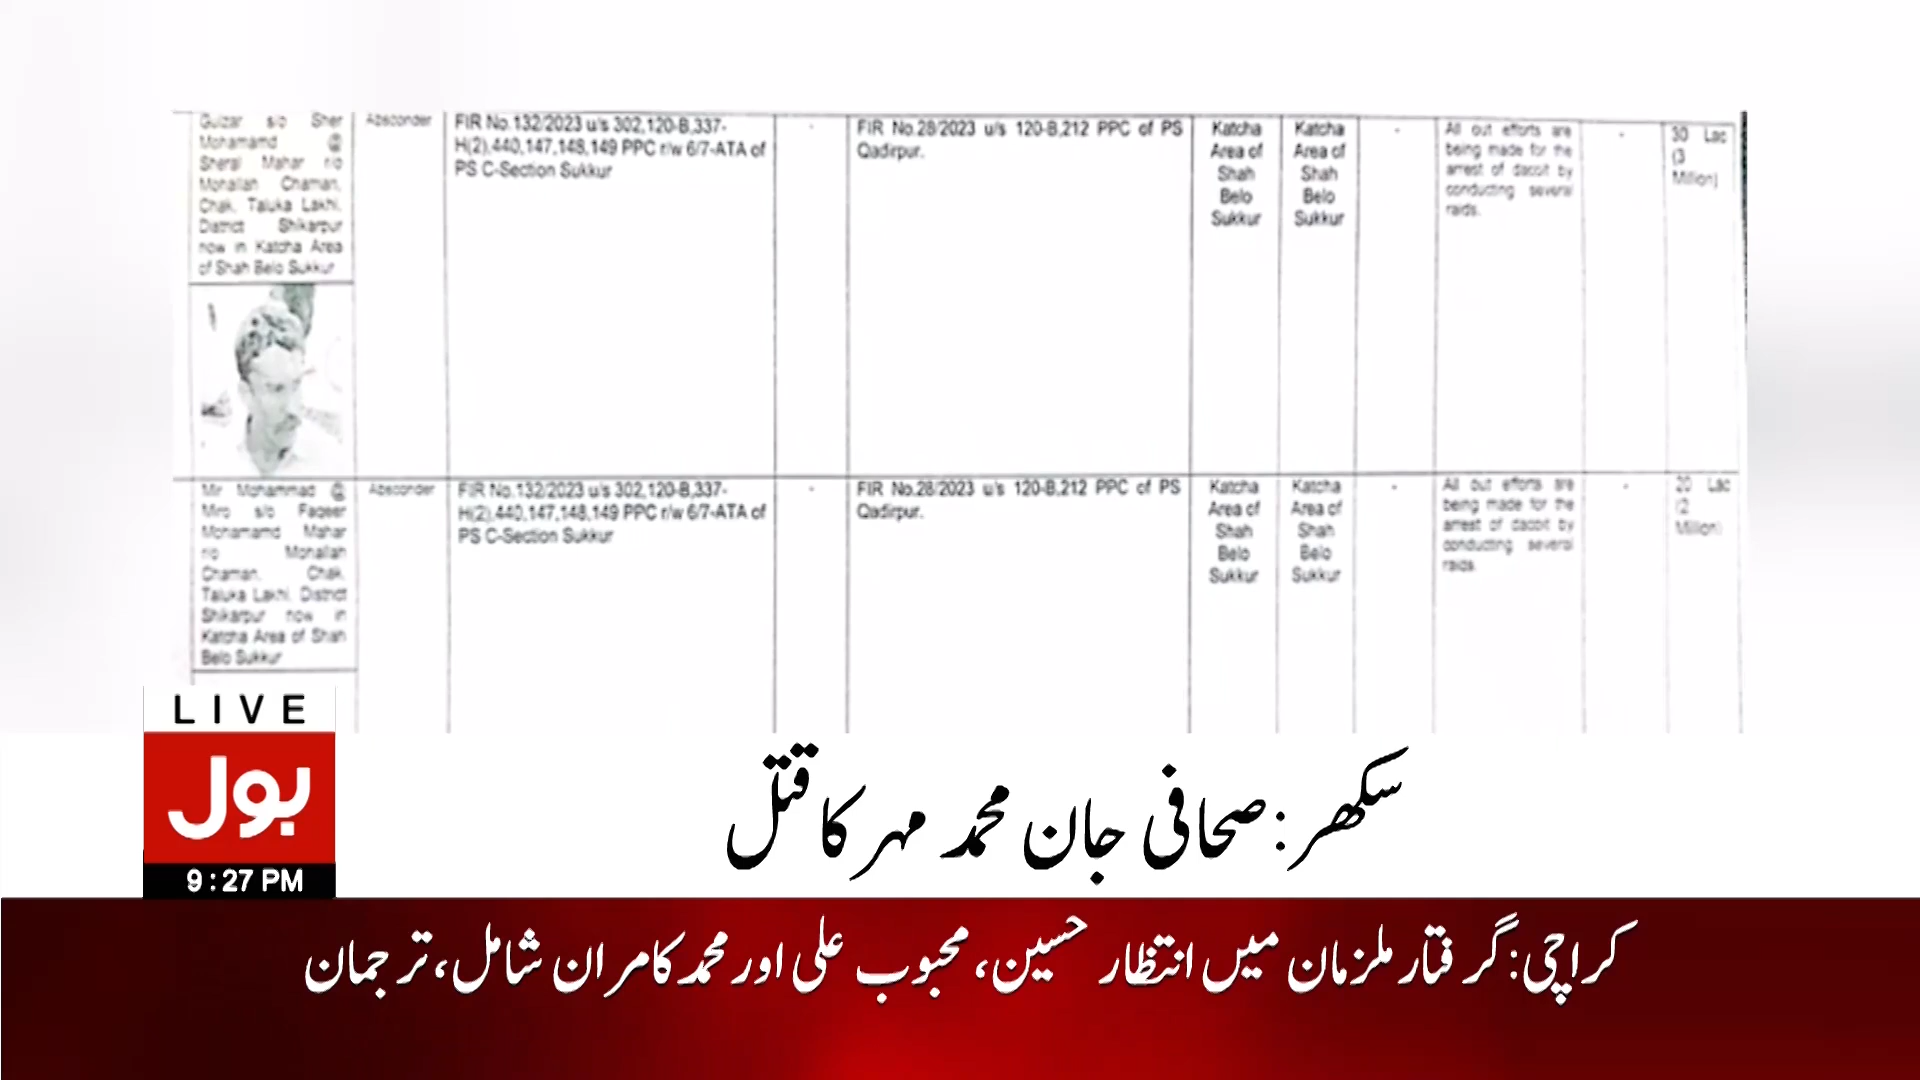 Gulzar s/o Sher
Mohamamd @
Sheral Mahar r/o
Mohallah Chaman,
Chak, Taluka Lakhi,
District Shikarpur
now in Katcha Area
of Shah Belo Sukkur
Absconder
FIR No.132/2023 u/s 302,120-B,337-
H(2),440,147,148,149 PPC r/w 6/7-ATA of
PS C-Section Sukkur
-
FIR No.28/2023 u/s 120-B,212 PPC of PS
Qadirpur.
Katcha
Area of
Shah
Belo
Sukkur
Katcha
Area of
Shah
Belo
Sukkur
-
All out efforts are
being made for the
arrest of dacoit by
conducting several
raids.
-
30 Lac
(3
Million)
Mir Mohammad @
Miro s/o Faqeer
Mohamamd Mahar
r/o Mohallah
Chaman, Chak,
Taluka Lakhi, District
Shikarpur now in
Katcha Area of Shah
Belo Sukkur
Absconder
FIR No.132/2023 u/s 302,120-B,337-
H(2),440,147,148,149 PPC r/w 6/7-ATA of
PS C-Section Sukkur
-
FIR No.28/2023 u/s 120-B,212 PPC of PS
Qadirpur.
Katcha
Area of
Shah
Belo
Sukkur
Katcha
Area of
Shah
Belo
Sukkur
-
All out efforts are
being made for the
arrest of dacoit by
conducting several
raids.
-
20 Lac
(2
Million)
LIVE
بول
9:27 PM
سکھر: صحافی جان محمد مہر کا قتل
کراچی: گرفتار ملزمان میں انتظار حسین، محبوب علی اور محمد کامران شامل، ترجمان